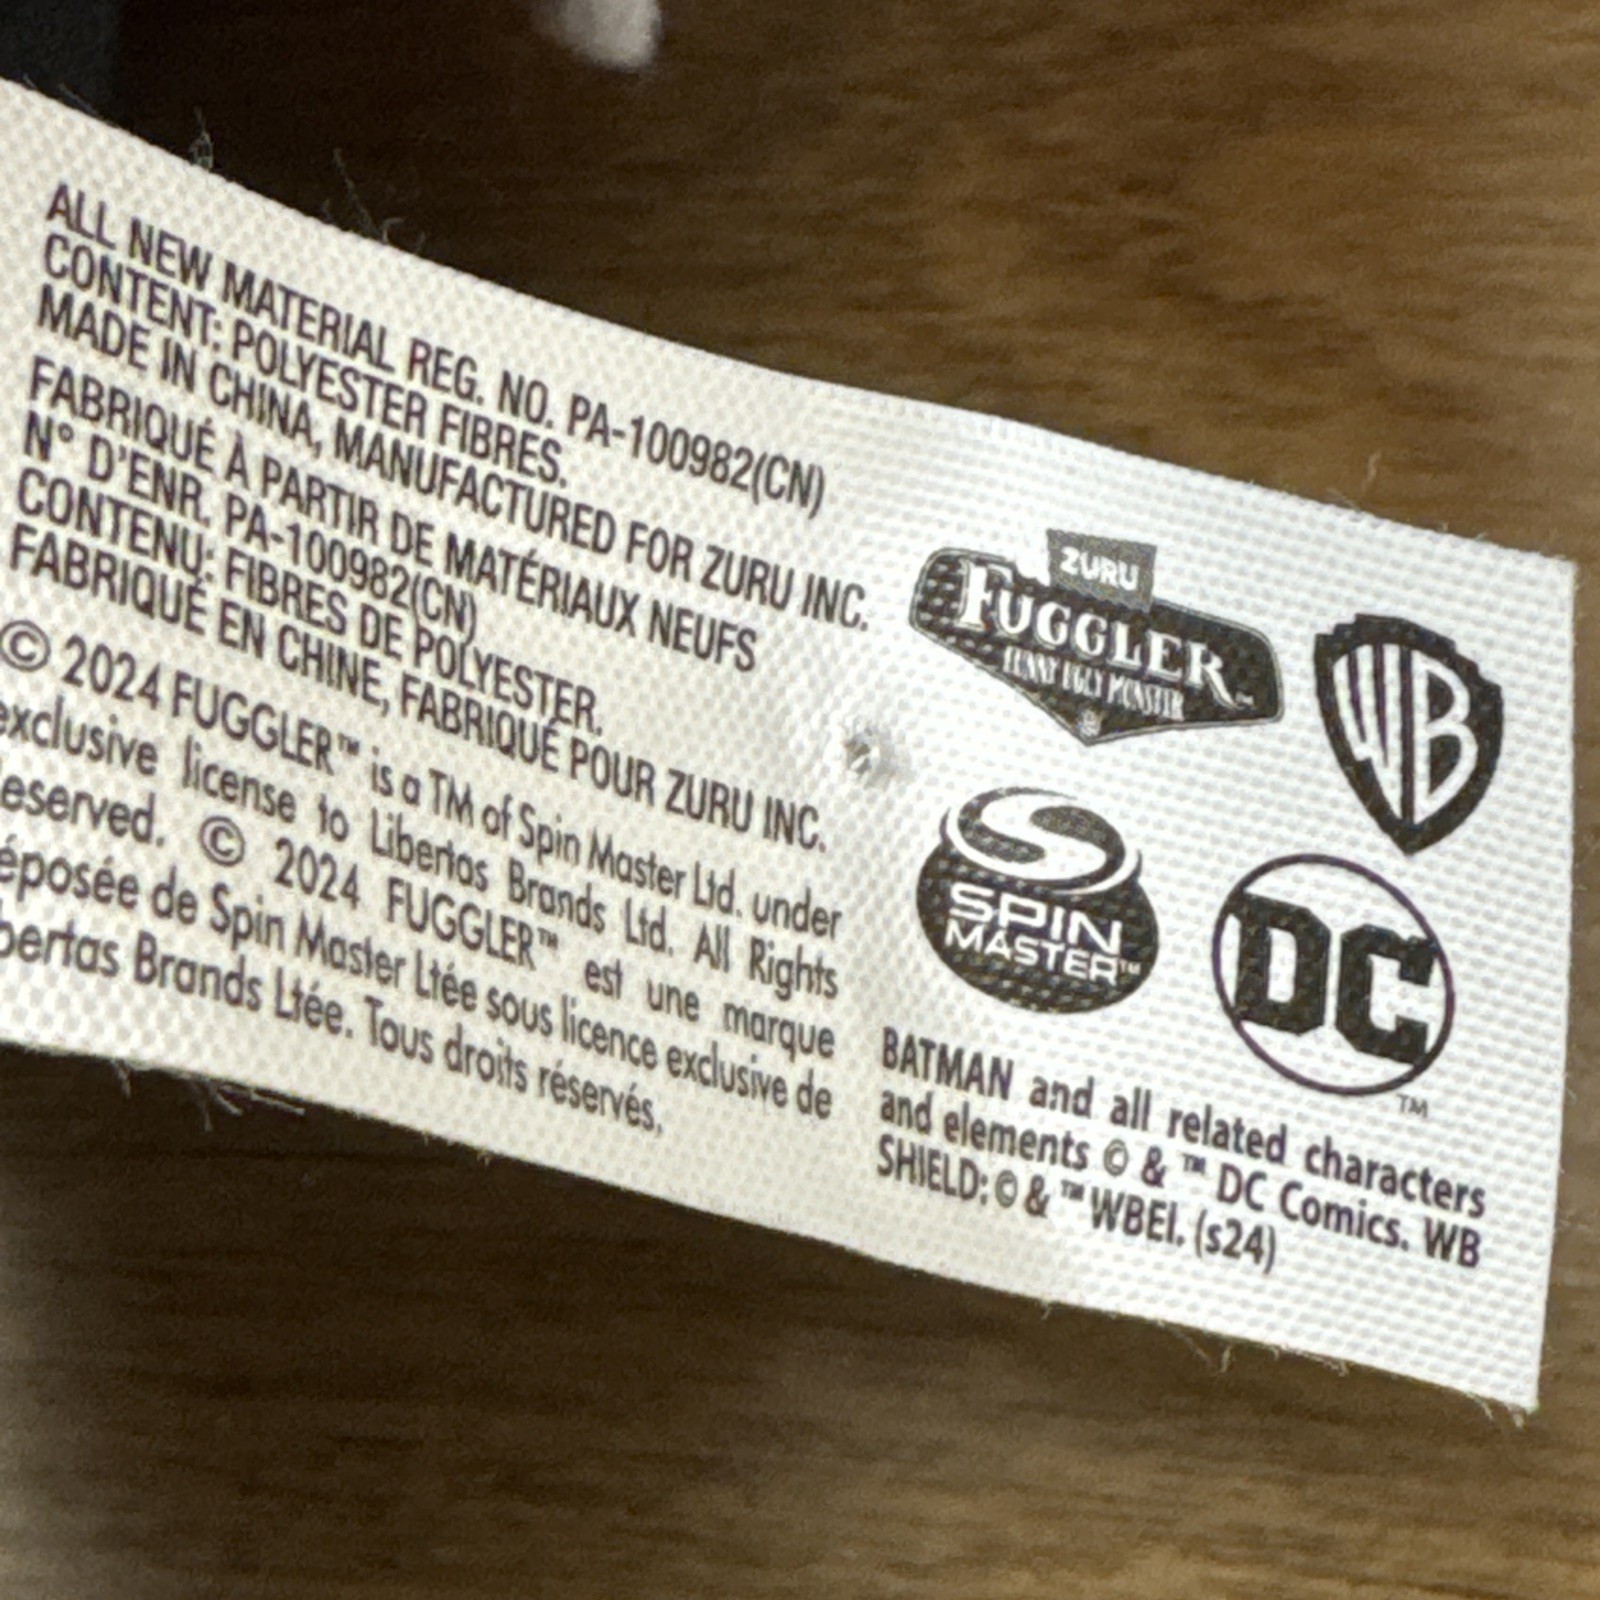 ALL NEW MATERIAL REG. NO. PA-100982(CN)
CONTENT: POLYESTER FIBRES.
MADE IN CHINA, MANUFACTURED FOR ZURU INC.
FABRIQUÉ À PARTIR DE MATÉRIAUX NEUFS
N° D'ENR. PA-100982(CN)
CONTENU: FIBRES DE POLYESTER.
FABRIQUÉ EN CHINE, FABRIQUÉ POUR ZURU INC.
© 2024 FUGGLER™ is a TM of Spin Master Ltd. under
exclusive license to Libertas Brands Ltd. All Rights
eserved. © 2024 FUGGLER™ est une marque
éposée de Spin Master Ltée sous licence exclusive de
bertas Brands Ltée. Tous droits réservés.
ZURU
FUGGLER™
FUNNY UGLY MONSTER
WB
SPIN
MASTER™
DC
™
BATMAN and all related characters
and elements © & ™ DC Comics. WB
SHIELD: © & ™ WBEI. (s24)